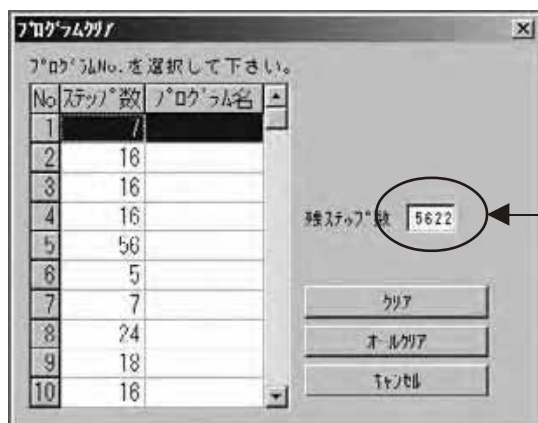 プログラムクリア
プログラムNo.を選択して下さい。
No ステップ数 プログラム名
1 7
2 16
3 16
4 16
5 56
6 5
7 7
8 24
9 18
10 16
残ステップ数 5622
クリア
オールクリア
キャンセル